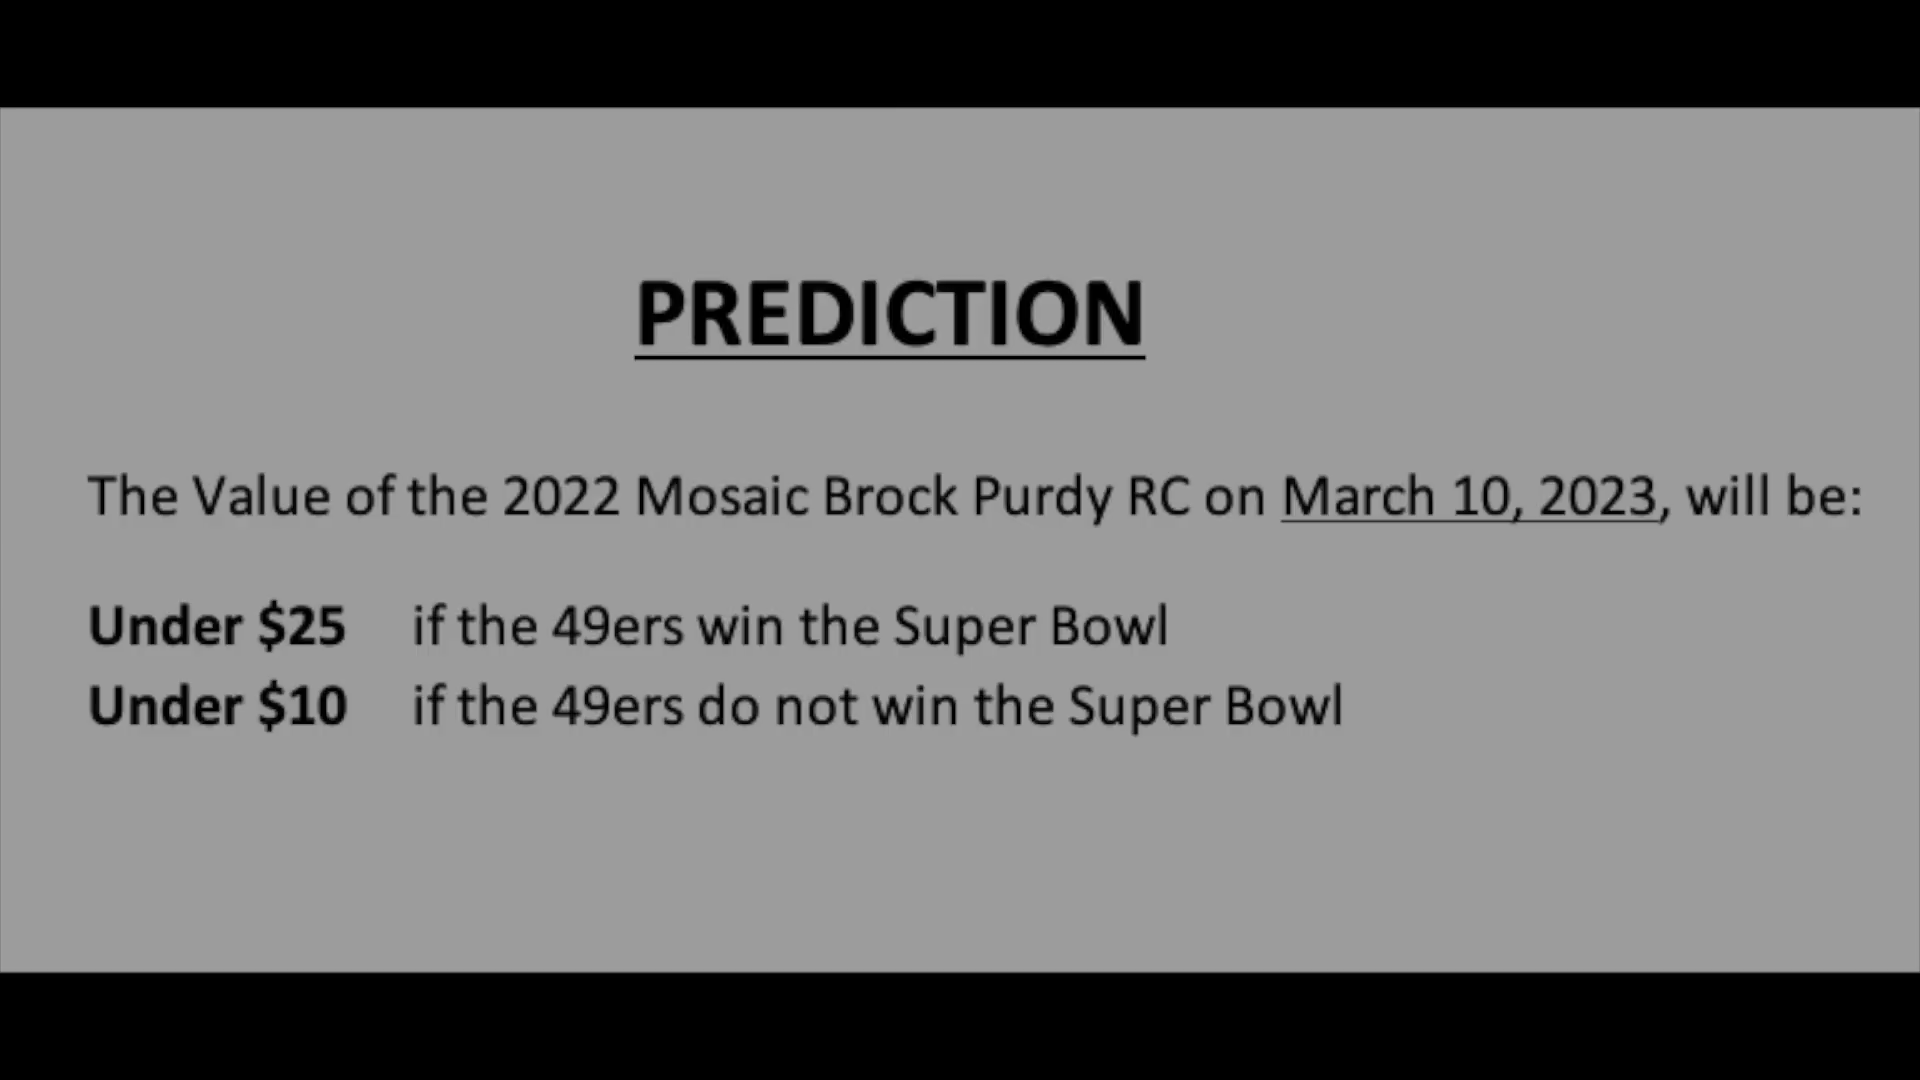 PREDICTION
The Value of the 2022 Mosaic Brock Purdy RC on March 10, 2023, will be:
Under $25 if the 49ers win the Super Bowl
Under $10 if the 49ers do not win the Super Bowl